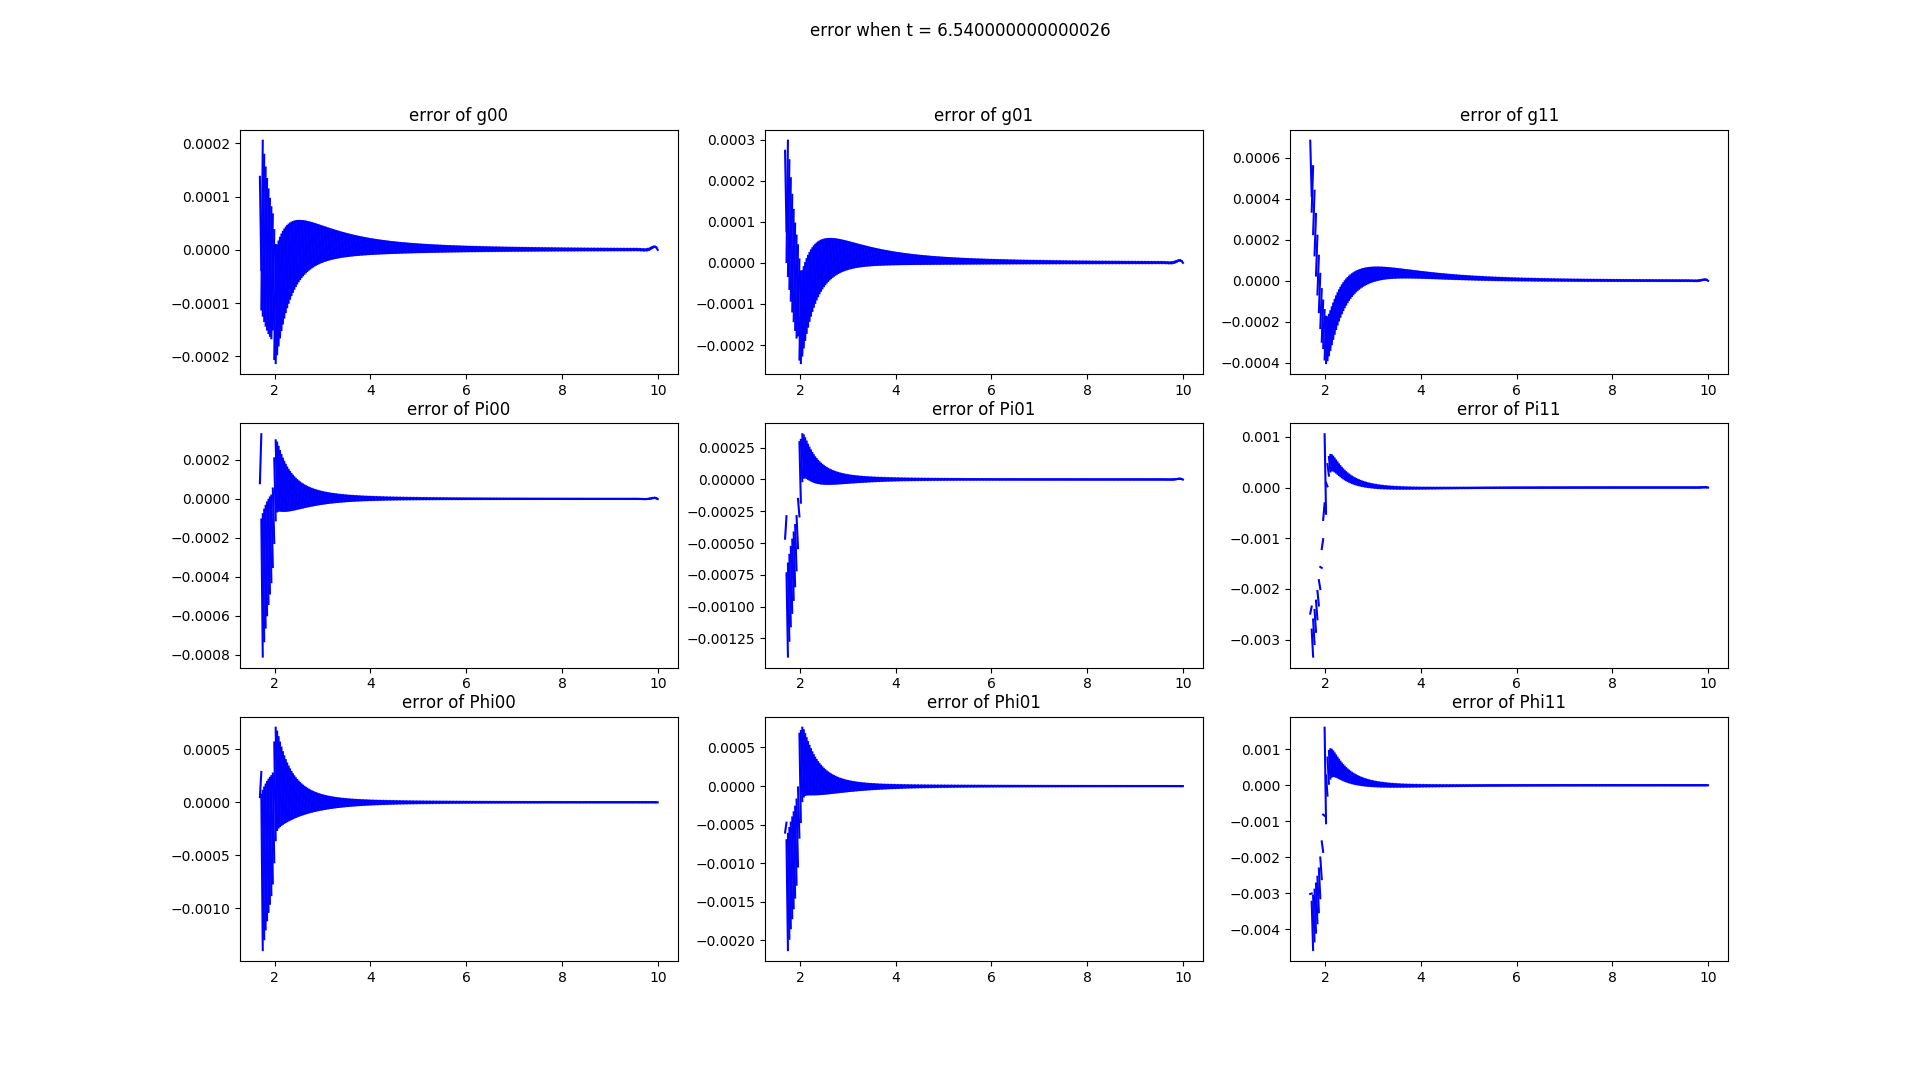 error when t = 6.540000000000026
error of g00
error of g01
error of g11
0.0002
0.0001
0.0000
−0.0001
−0.0002
2 4 6 8 10
0.0003
0.0002
0.0001
0.0000
−0.0001
−0.0002
2 4 6 8 10
0.0006
0.0004
0.0002
0.0000
−0.0002
−0.0004
2 4 6 8 10
error of Pi00
error of Pi01
error of Pi11
0.0002
0.0000
−0.0002
−0.0004
−0.0006
−0.0008
2 4 6 8 10
0.00025
0.00000
−0.00025
−0.00050
−0.00075
−0.00100
−0.00125
2 4 6 8 10
0.001
0.000
−0.001
−0.002
−0.003
2 4 6 8 10
error of Phi00
error of Phi01
error of Phi11
0.0005
0.0000
−0.0005
−0.0010
2 4 6 8 10
0.0005
0.0000
−0.0005
−0.0010
−0.0015
−0.0020
2 4 6 8 10
0.001
0.000
−0.001
−0.002
−0.003
−0.004
2 4 6 8 10